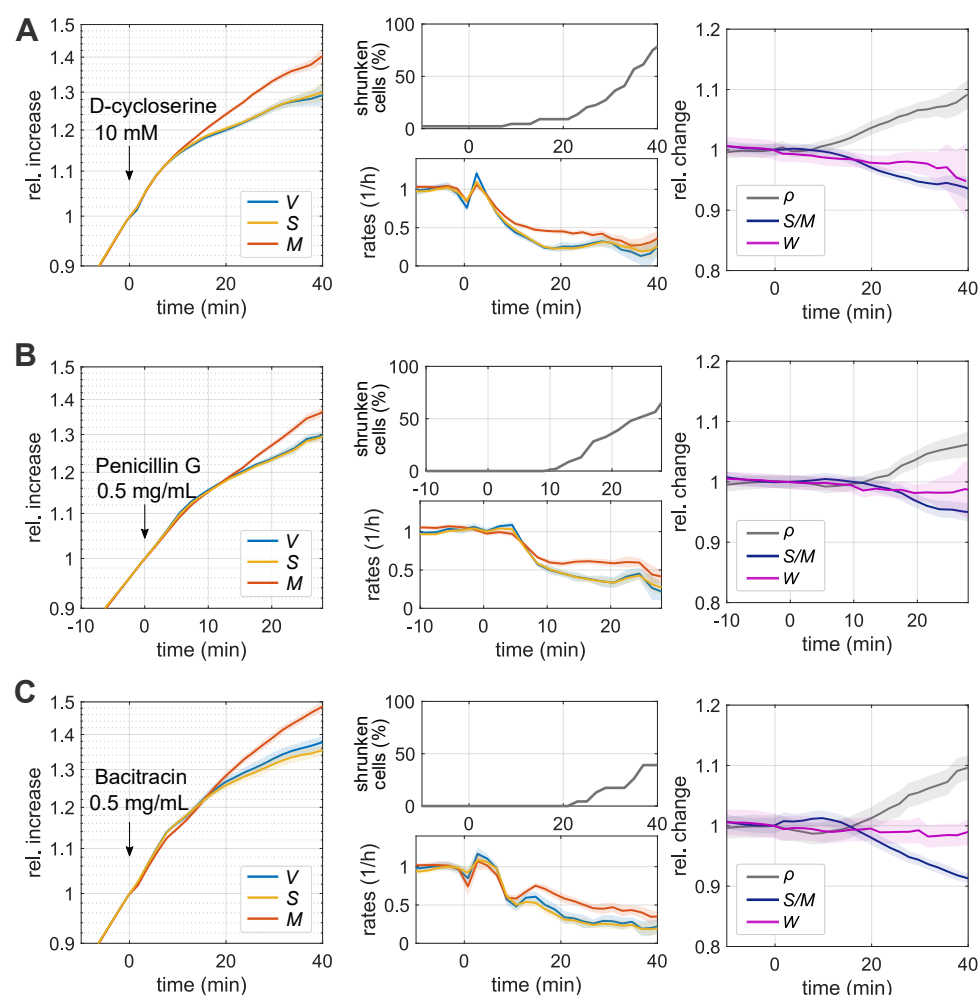 A
rel. increase
1.5
1.4
1.3
1.2
1.1
1
0.9
D-cycloserine
10 mM
V
S
M
0
20
40
time (min)
shrunken
cells (%)
100
50
0
0
20
40
rates (1/h)
1
0.5
0
0
20
40
time (min)
rel. change
1.2
1.1
1
0.9
0.8
ρ
S/M
W
0
20
40
time (min)
B
rel. increase
1.5
1.4
1.3
1.2
1.1
1
0.9
Penicillin G
0.5 mg/mL
V
S
M
-10
0
10
20
time (min)
shrunken
cells (%)
100
50
0
-10
0
10
20
rates (1/h)
1
0.5
0
-10
0
10
20
time (min)
rel. change
1.2
1.1
1
0.9
0.8
ρ
S/M
W
-10
0
10
20
time (min)
C
rel. increase
1.5
1.4
1.3
1.2
1.1
1
0.9
Bacitracin
0.5 mg/mL
V
S
M
0
20
40
time (min)
shrunken
cells (%)
100
50
0
0
20
40
rates (1/h)
1
0.5
0
0
20
40
time (min)
rel. change
1.2
1.1
1
0.9
0.8
ρ
S/M
W
0
20
40
time (min)